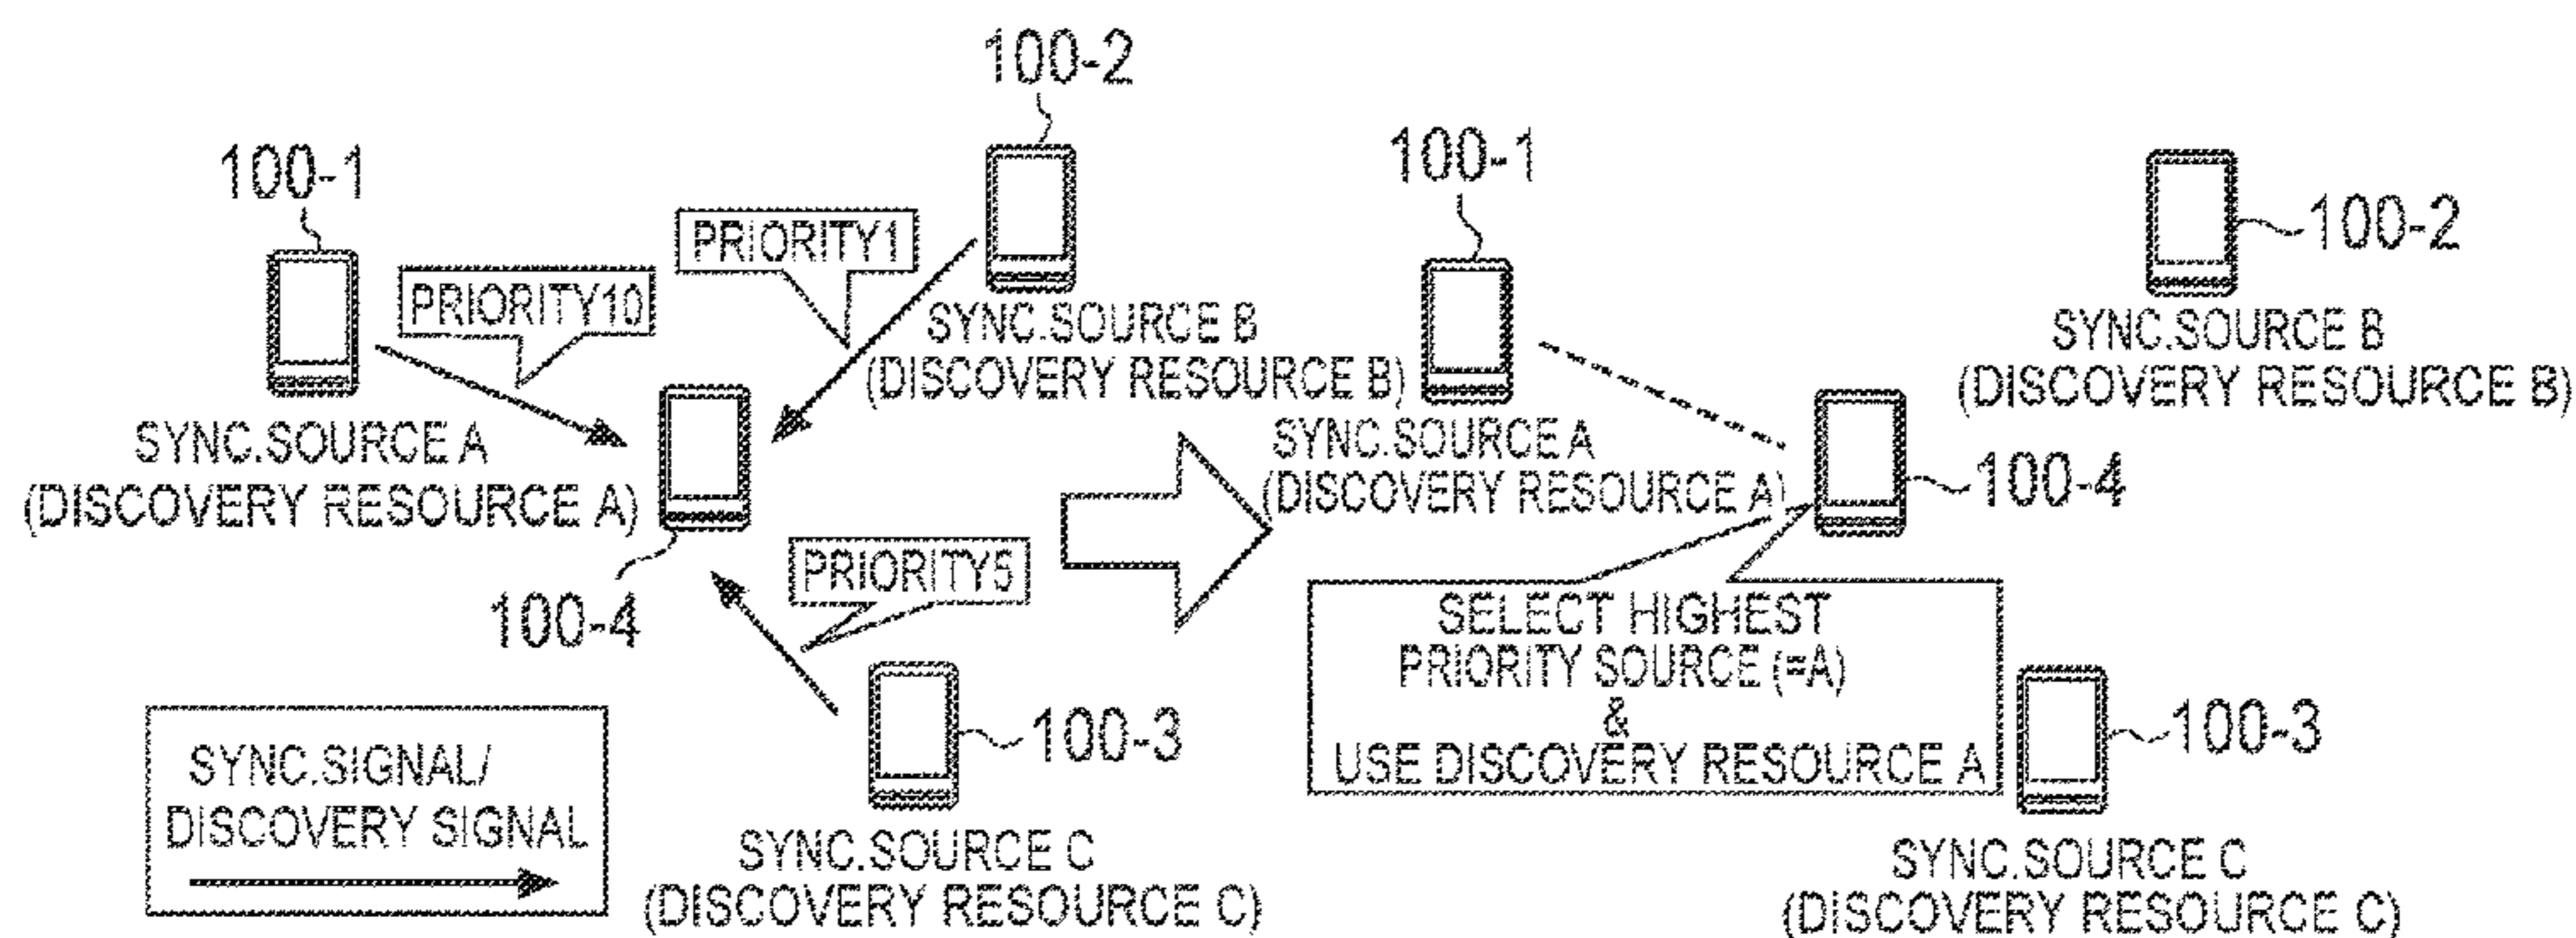 100-2
100-1
PRIORITY1
PRIORITY10
SYNC.SOURCE B
(DISCOVERY RESOURCE B)
SYNC.SOURCE A
(DISCOVERY RESOURCE A)
100-4
PRIORITY5
100-3
SYNC.SOURCE C
(DISCOVERY RESOURCE C)
SYNC.SIGNAL/
DISCOVERY SIGNAL
100-1
100-2
SYNC.SOURCE B
(DISCOVERY RESOURCE B)
SYNC.SOURCE A
(DISCOVERY RESOURCE A)
100-4
SELECT HIGHEST
PRIORITY SOURCE (=A)
&
USE DISCOVERY RESOURCE A
100-3
SYNC.SOURCE C
(DISCOVERY RESOURCE C)